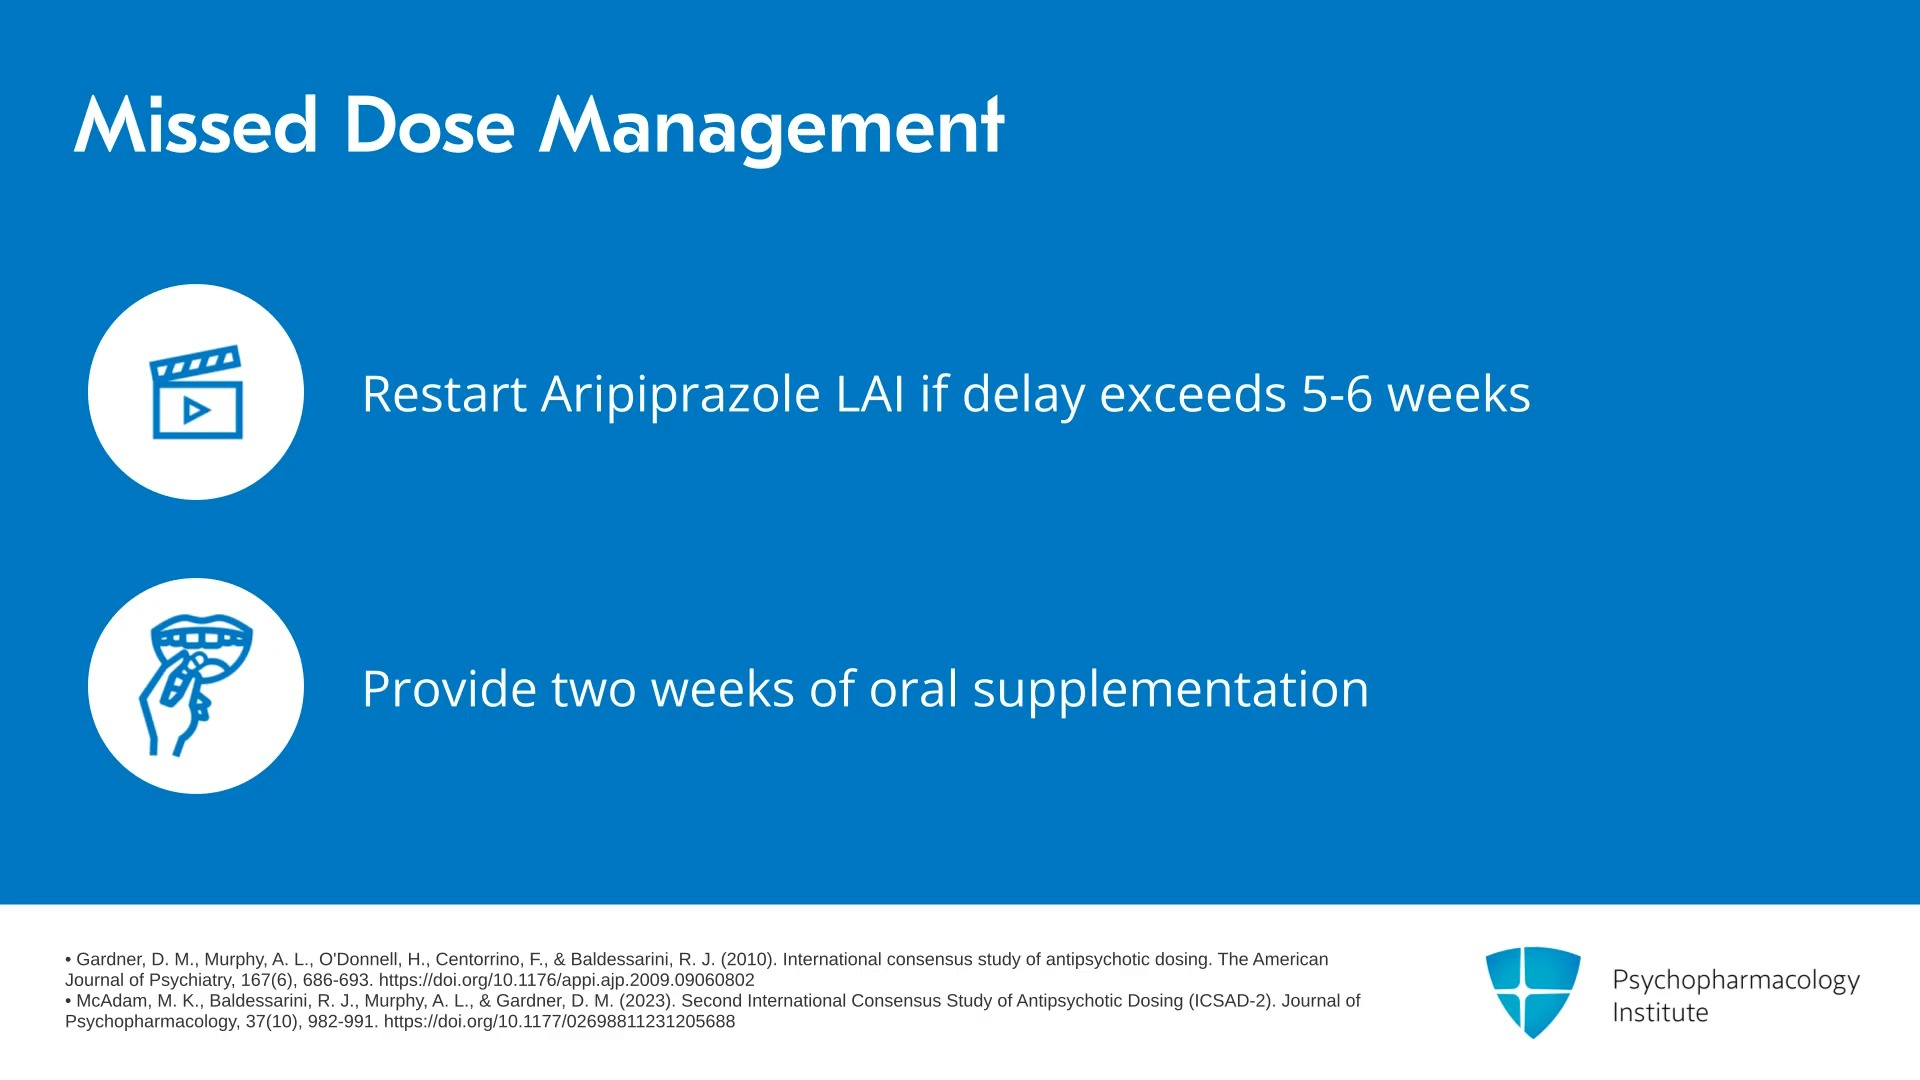 Missed Dose Management
Restart Aripiprazole LAI if delay exceeds 5-6 weeks
Provide two weeks of oral supplementation
• Gardner, D. M., Murphy, A. L., O'Donnell, H., Centorrino, F., & Baldessarini, R. J. (2010). International consensus study of antipsychotic dosing. The American
Journal of Psychiatry, 167(6), 686-693. https://doi.org/10.1176/appi.ajp.2009.09060802
• McAdam, M. K., Baldessarini, R. J., Murphy, A. L., & Gardner, D. M. (2023). Second International Consensus Study of Antipsychotic Dosing (ICSAD-2). Journal of
Psychopharmacology, 37(10), 982-991. https://doi.org/10.1177/02698811231205688
Psychopharmacology
Institute